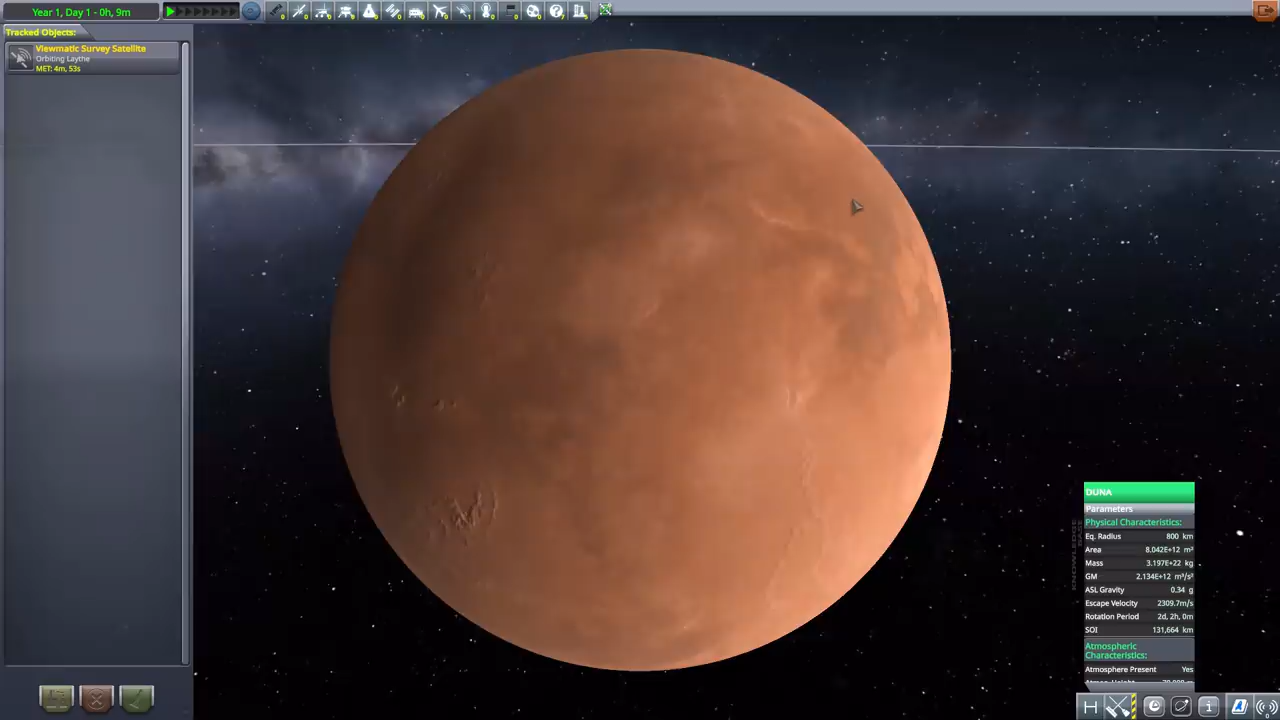 Year 1, Day 1 - 0h, 9m
Tracked Objects:
Viewmatic Survey Satellite
Orbiting Laythe
MET: 4m, 53s
DUNA
Parameters
Physical Characteristics:
Eq. Radius 800 km
Area 8.042E+12 m²
Mass 3.197E+22 kg
GM 2.134E+12 m³/s²
ASL Gravity 0.34 g
Escape Velocity 2309.7m/s
Rotation Period 2d, 2h, 0m
SOI 131,664 km
Atmospheric
Characteristics:
Atmosphere Present Yes
KNOWLEDGE
BASE